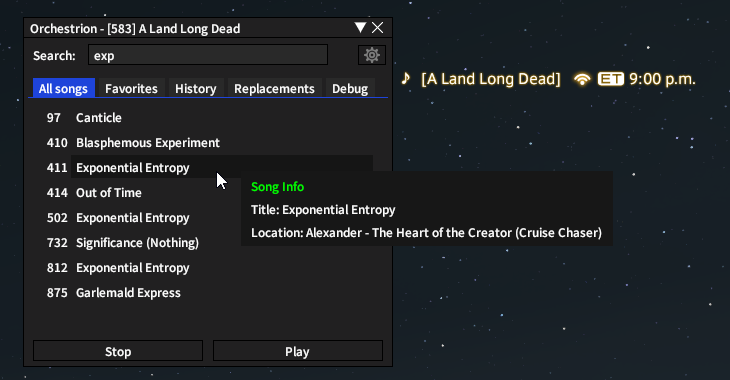 Orchestrion - [583] A Land Long Dead
Search: exp
All songs Favorites History Replacements Debug
97 Canticle
410 Blasphemous Experiment
411 Exponential Entropy
414 Out of Time
502 Exponential Entropy
732 Significance (Nothing)
812 Exponential Entropy
875 Garlemald Express
Stop Play
Song Info
Title: Exponential Entropy
Location: Alexander - The Heart of the Creator (Cruise Chaser)
♪ [A Land Long Dead] ET 9:00 p.m.